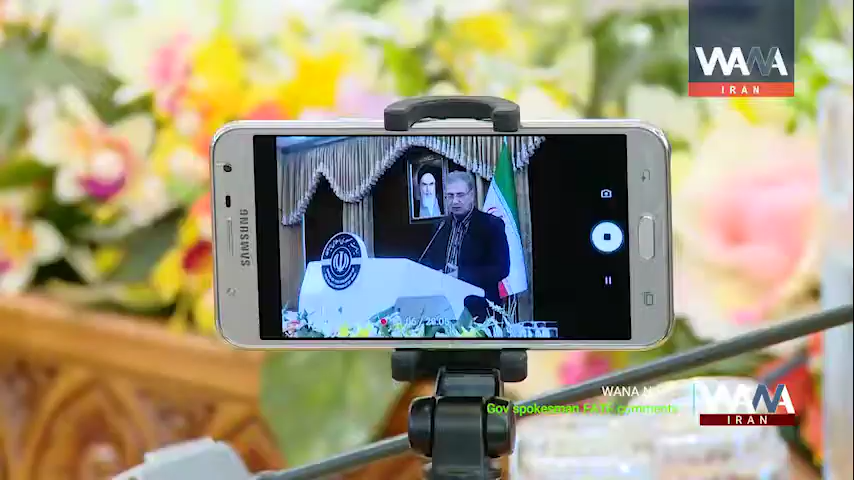 WANA
IRAN
SAMSUNG
WANA
Gov spokesman FATF comments
WANA
IRAN